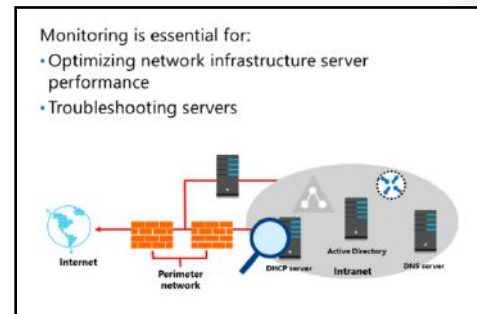 Monitoring is essential for:
• Optimizing network infrastructure server
performance
• Troubleshooting servers
Internet
Perimeter
network
DHCP server
Active Directory
Intranet
DNS server